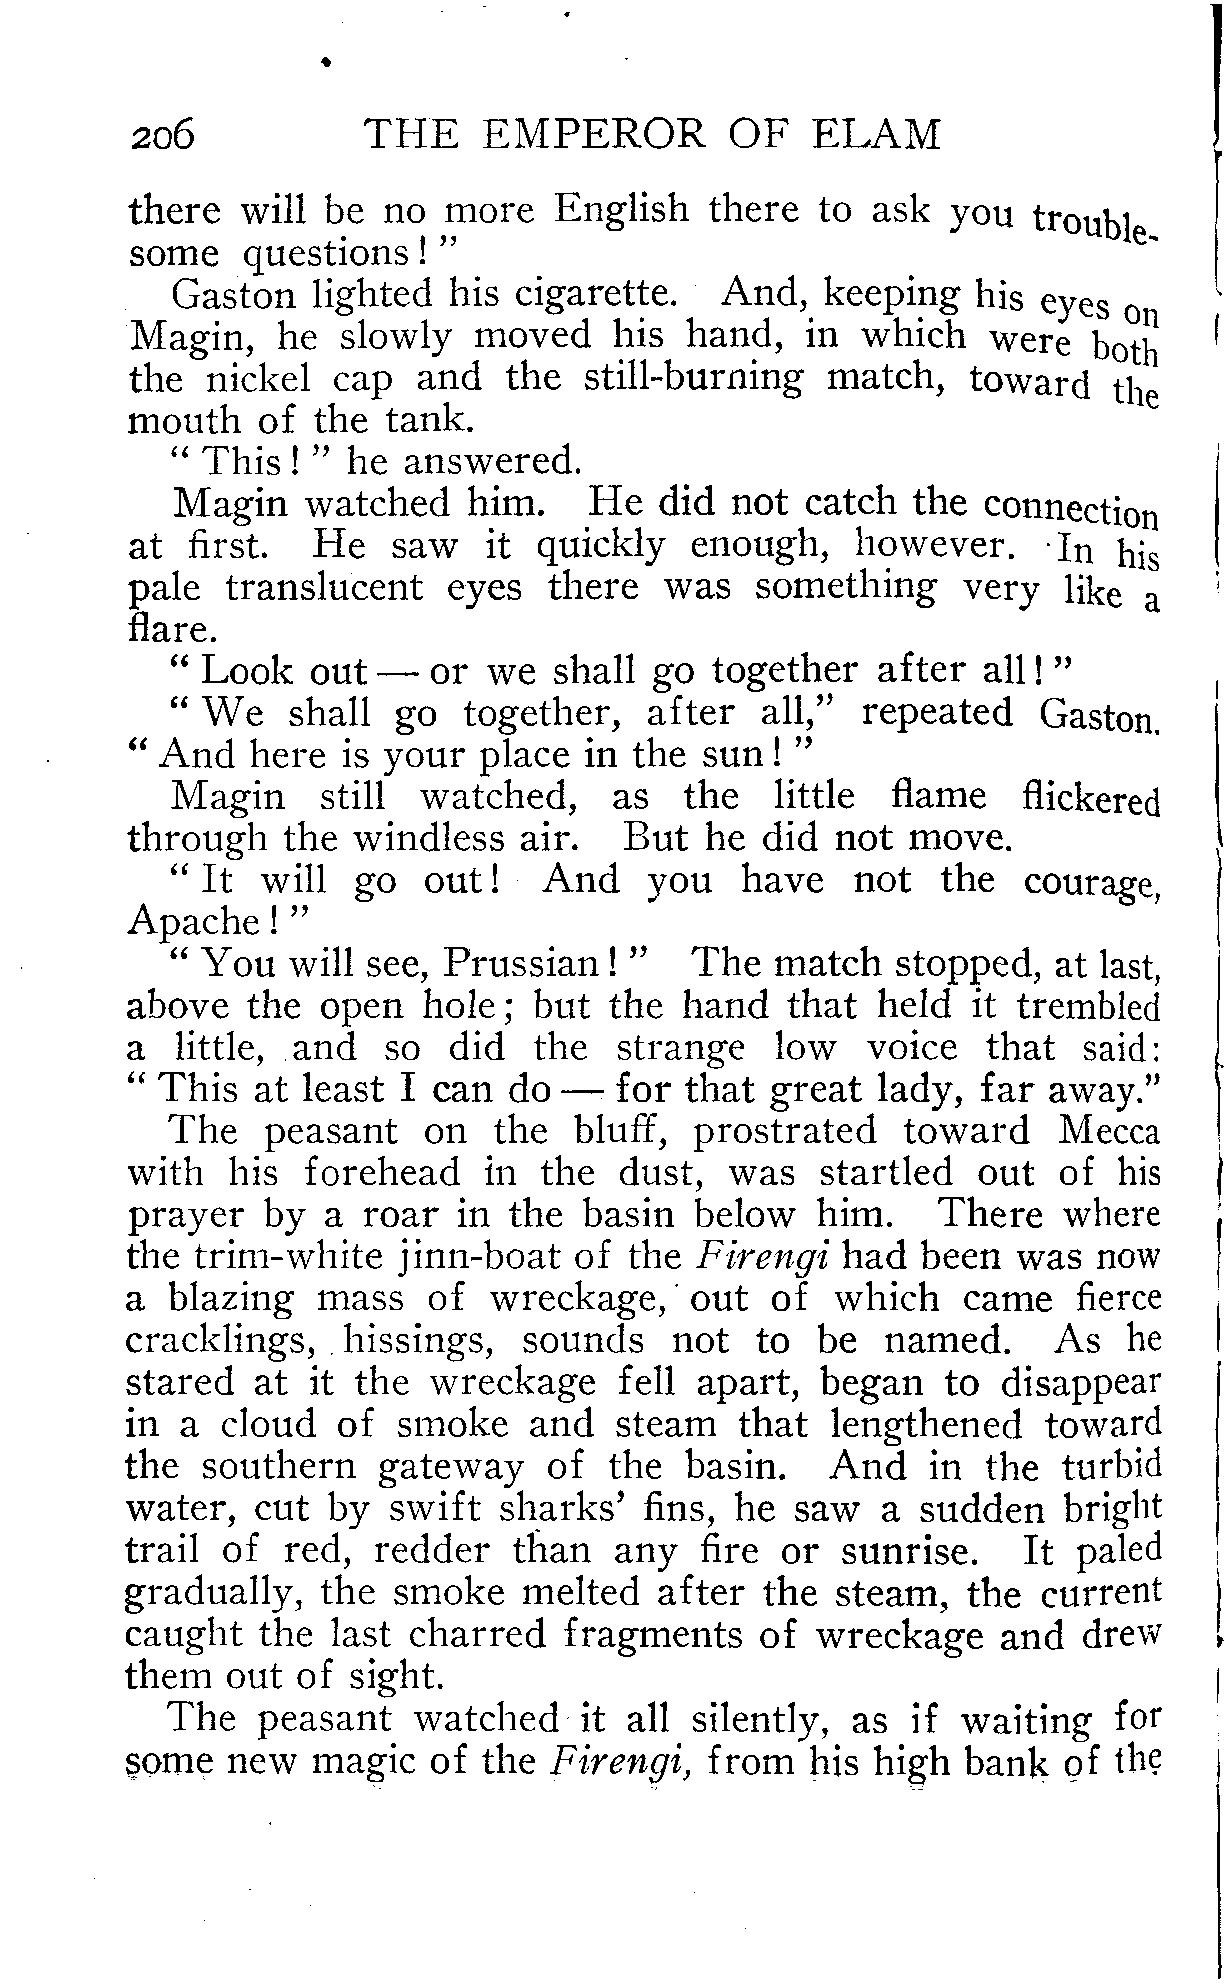 206 THE EMPEROR OF ELAM
there will be no more English there to ask you trouble-
some questions! "
Gaston lighted his cigarette. And, keeping his eyes on
Magin, he slowly moved his hand, in which were both
the nickel cap and the still-burning match, toward the
mouth of the tank.
" This! " he answered.
Magin watched him. He did not catch the connection
at first. He saw it quickly enough, however. In his
pale translucent eyes there was something very like a
flare.
" Look out — or we shall go together after all! "
" We shall go together, after all," repeated Gaston.
" And here is your place in the sun! "
Magin still watched, as the little flame flickered
through the windless air. But he did not move.
" It will go out! And you have not the courage,
Apache! "
" You will see, Prussian! " The match stopped, at last,
above the open hole; but the hand that held it trembled
a little, and so did the strange low voice that said:
" This at least I can do — for that great lady, far away."
The peasant on the bluff, prostrated toward Mecca
with his forehead in the dust, was startled out of his
prayer by a roar in the basin below him. There where
the trim-white jinn-boat of the Firengi had been was now
a blazing mass of wreckage, out of which came fierce
cracklings, hissings, sounds not to be named. As he
stared at it the wreckage fell apart, began to disappear
in a cloud of smoke and steam that lengthened toward
the southern gateway of the basin. And in the turbid
water, cut by swift sharks' fins, he saw a sudden bright
trail of red, redder than any fire or sunrise. It paled
gradually, the smoke melted after the steam, the current
caught the last charred fragments of wreckage and drew
them out of sight.
The peasant watched it all silently, as if waiting for
some new magic of the Firengi, from his high bank of the